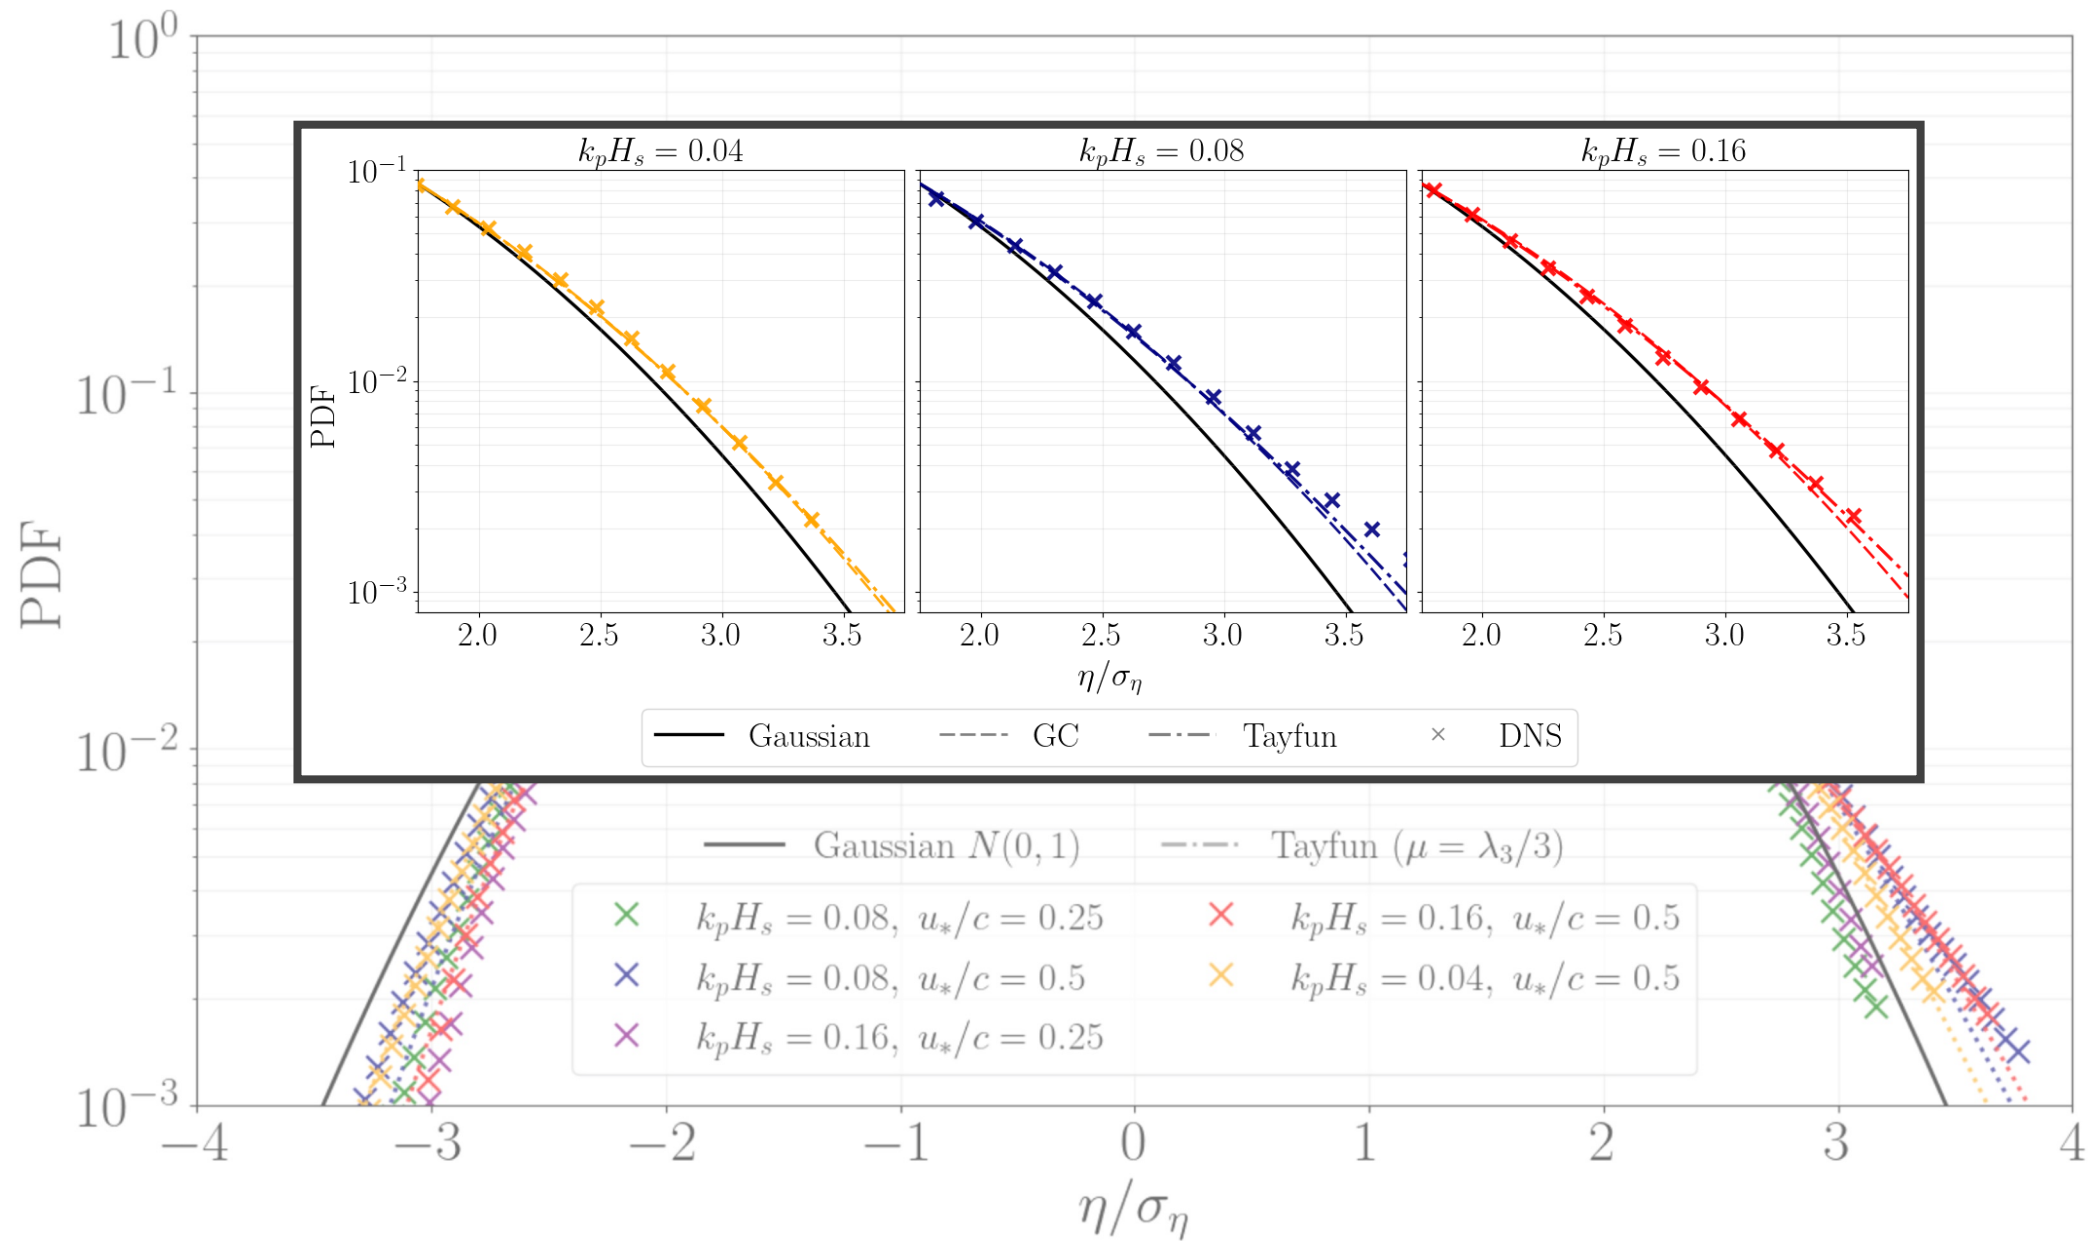 10^0
10^{-1}
10^{-2}
10^{-3}
PDF
k_pH_s = 0.04
k_pH_s = 0.08
k_pH_s = 0.16
10^{-1}
10^{-2}
10^{-3}
PDF
2.0 2.5 3.0 3.5
2.0 2.5 3.0 3.5
2.0 2.5 3.0 3.5
η/σ_η
Gaussian GC Tayfun DNS
Gaussian N(0, 1) Tayfun (μ = λ_3/3)
k_pH_s = 0.08, u_*/c = 0.25
k_pH_s = 0.08, u_*/c = 0.5
k_pH_s = 0.16, u_*/c = 0.25
k_pH_s = 0.16, u_*/c = 0.5
k_pH_s = 0.04, u_*/c = 0.5
−4 −3 −2 −1 0 1 2 3 4
η/σ_η